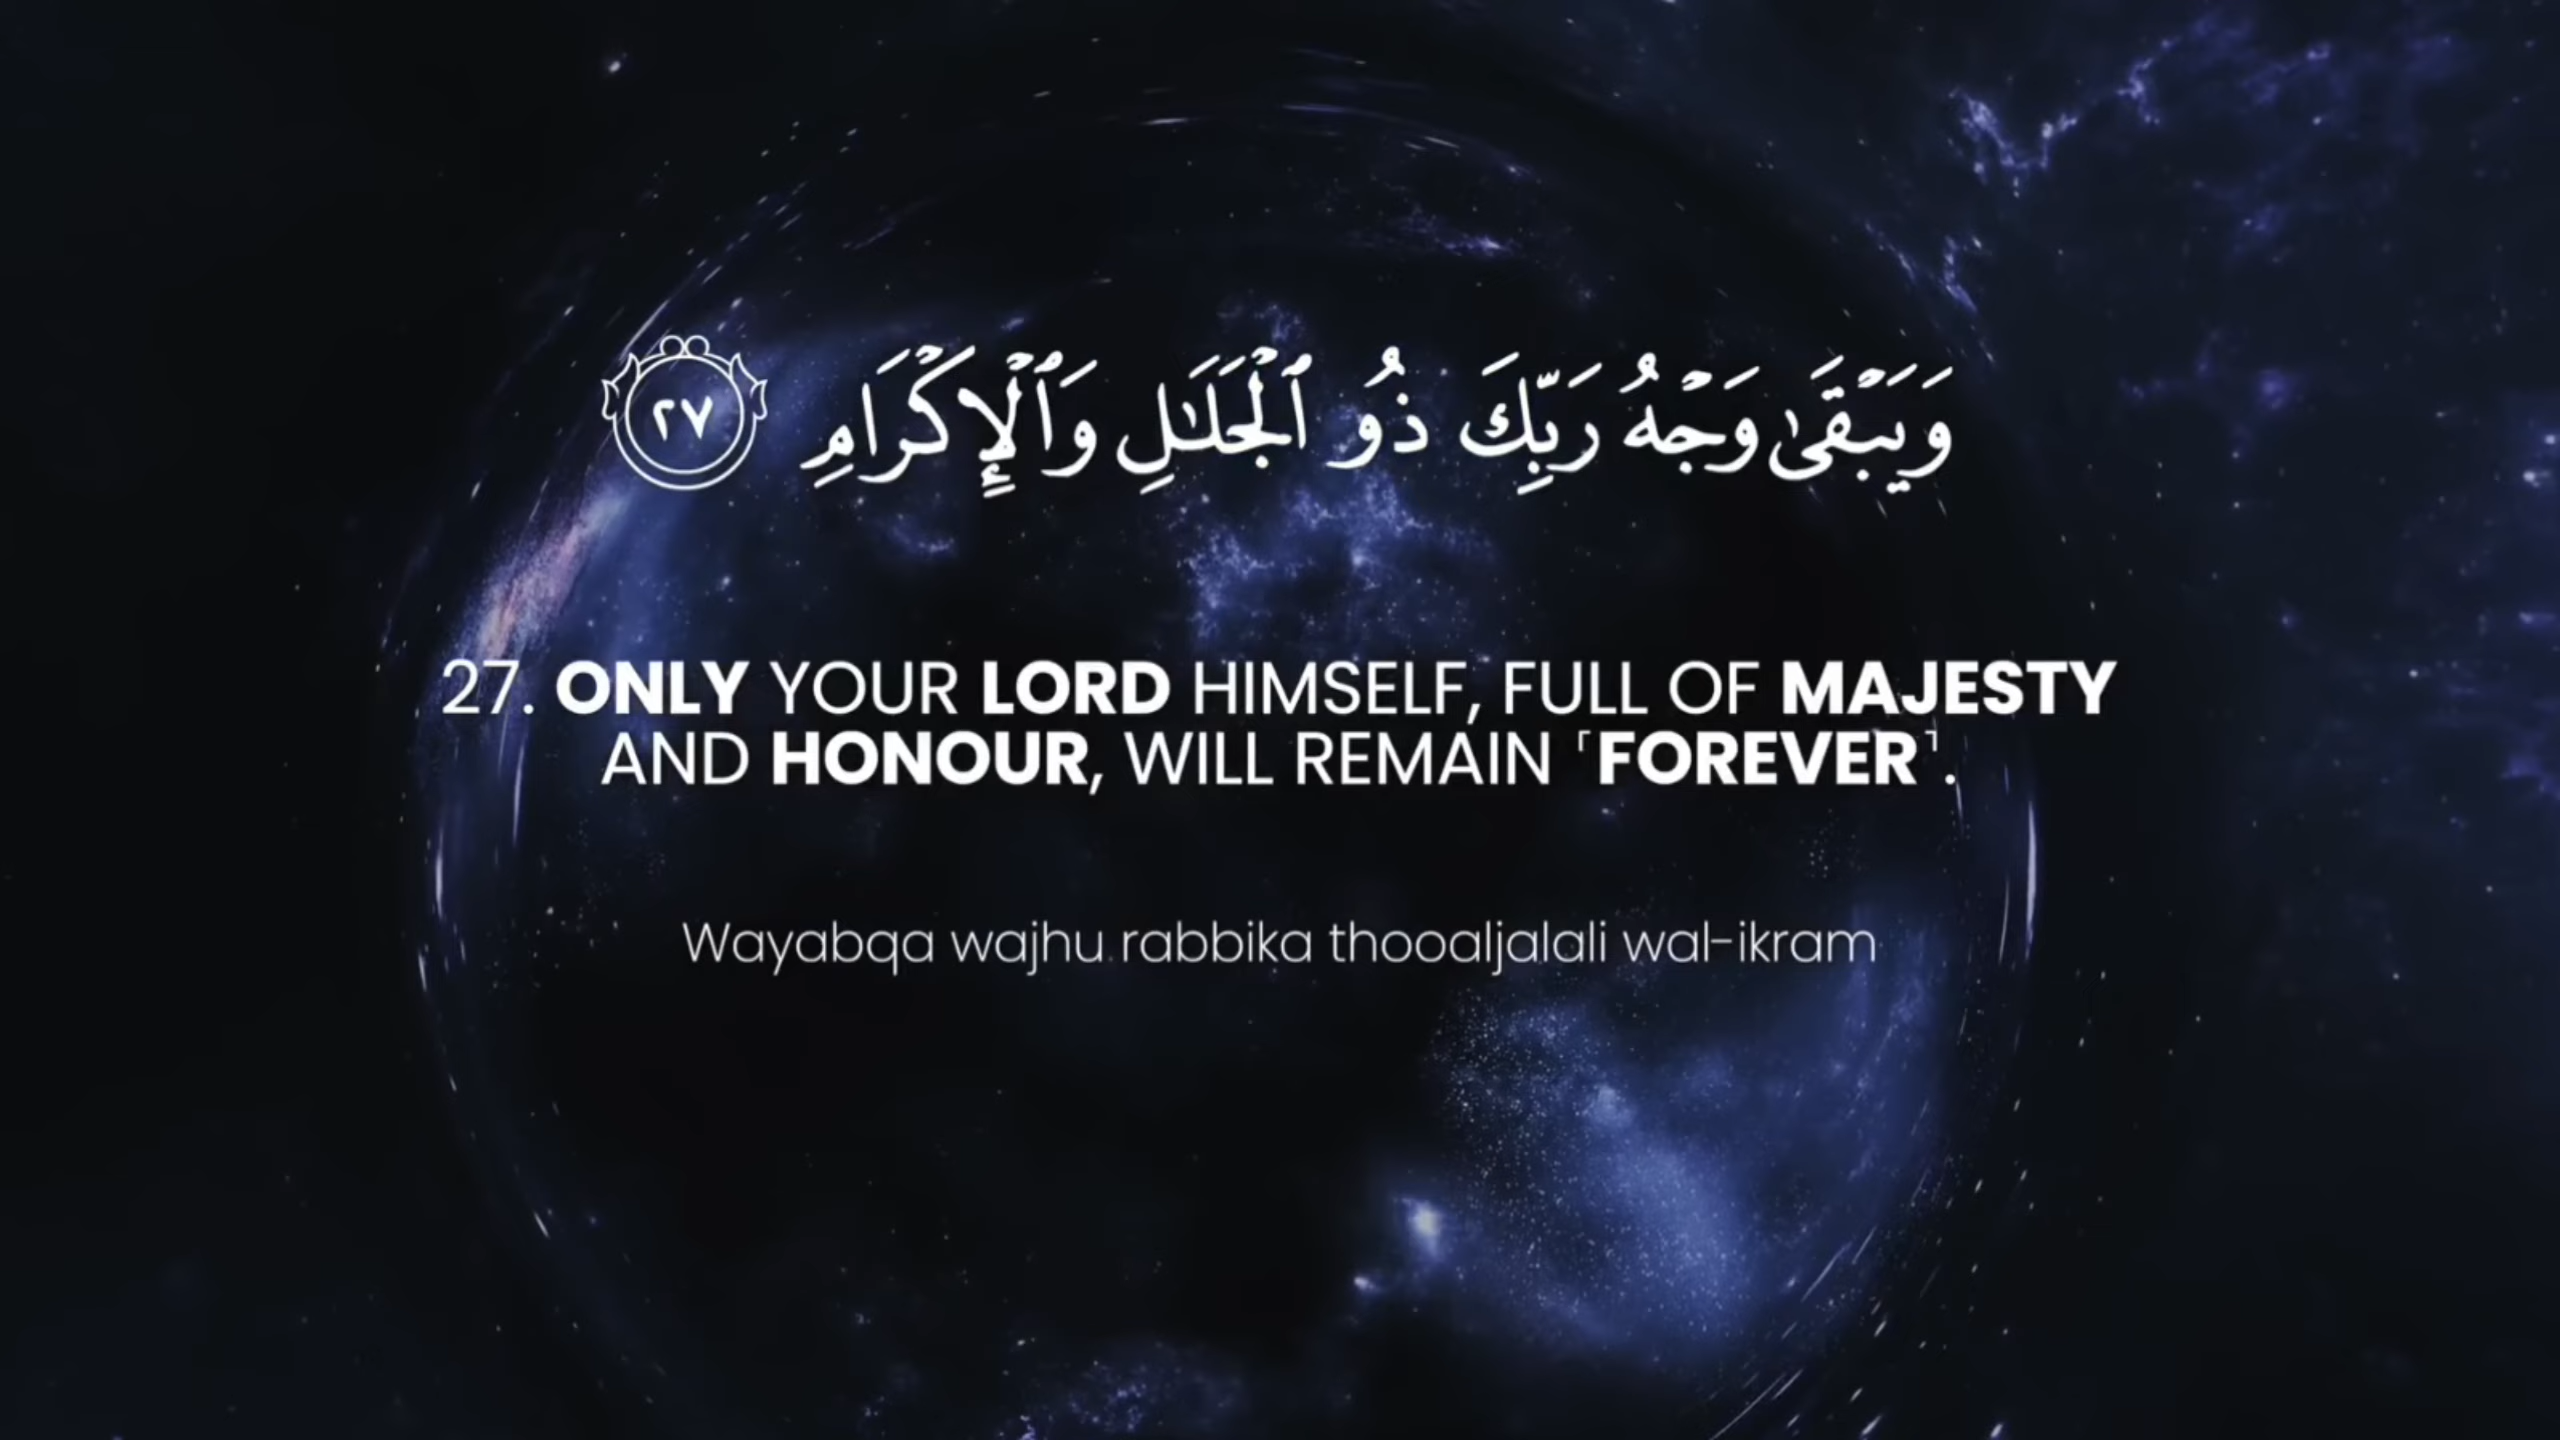 وَيَبْقَىٰ وَجْهُ رَبِّكَ ذُو ٱلْجَلَـٰلِ وَٱلْإِكْرَامِ ٢٧
27. ONLY YOUR LORD HIMSELF, FULL OF MAJESTY
AND HONOUR, WILL REMAIN ˹FOREVER˺.
Wayabqa wajhu rabbika thooaljalali wal-ikram